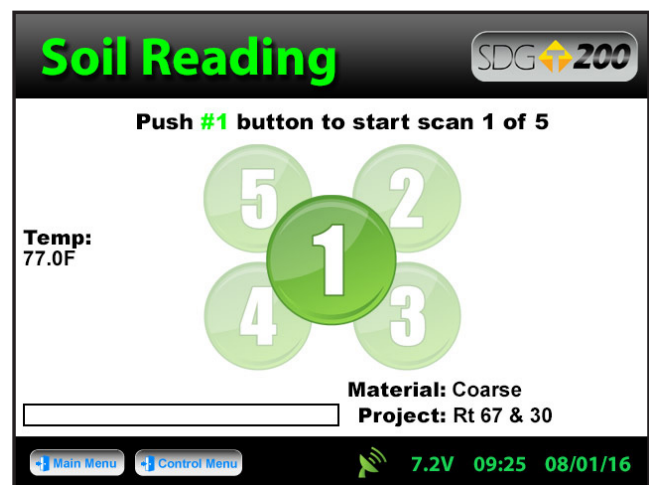 Soil Reading
SDG T 200
Push #1 button to start scan 1 of 5
5 2
1
4 3
Temp:
77.0F
Material: Coarse
Project: Rt 67 & 30
Main Menu Control Menu 7.2V 09:25 08/01/16